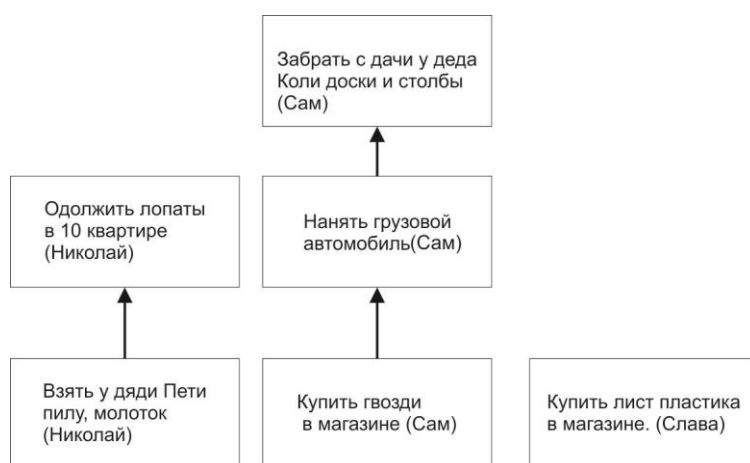 Забрать с дачи у деда
Коли доски и столбы
(Сам)
Одолжить лопаты
в 10 квартире
(Николай)
Нанять грузовой
автомобиль(Сам)
Взять у дяди Пети
пилу, молоток
(Николай)
Купить гвозди
в магазине (Сам)
Купить лист пластика
в магазине. (Слава)